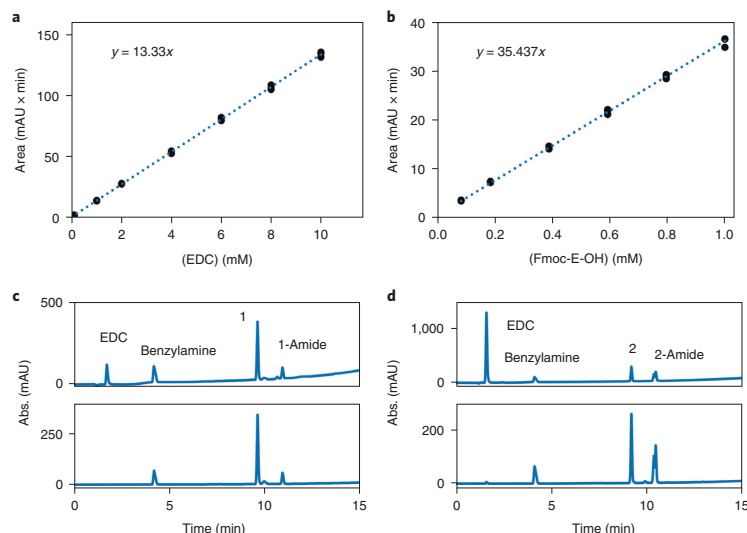 a
y = 13.33x
Area (mAU × min)
150
100
50
0
0 2 4 6 8 10
(EDC) (mM)
b
y = 35.437x
Area (mAU × min)
40
30
20
10
0
0.0 0.2 0.4 0.6 0.8 1.0
(Fmoc-E-OH) (mM)
c
500
0
250
0
Abs. (mAU)
EDC
Benzylamine
1
1-Amide
0 5 10 15
Time (min)
d
1,000
0
200
0
Abs. (mAU)
EDC
Benzylamine
2
2-Amide
0 5 10 15
Time (min)